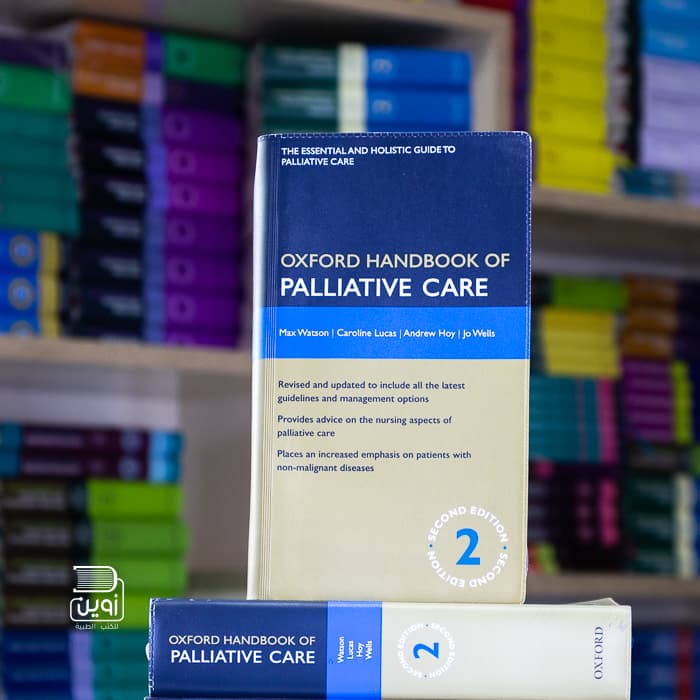 THE ESSENTIAL AND HOLISTIC GUIDE TO
PALLIATIVE CARE
OXFORD HANDBOOK OF
PALLIATIVE CARE
Max Watson | Caroline Lucas | Andrew Hoy | Jo Wells
Revised and updated to include all the latest
guidelines and management options
Provides advice on the nursing aspects of
palliative care
Places an increased emphasis on patients with
non-malignant diseases
SECOND EDITION • SECOND EDITION •
2
نوين
للكتب الطبية
OXFORD HANDBOOK OF
PALLIATIVE CARE
Watson
Lucas
Hoy
Wells
SECOND EDITION • SECOND EDITION •
2
OXFORD